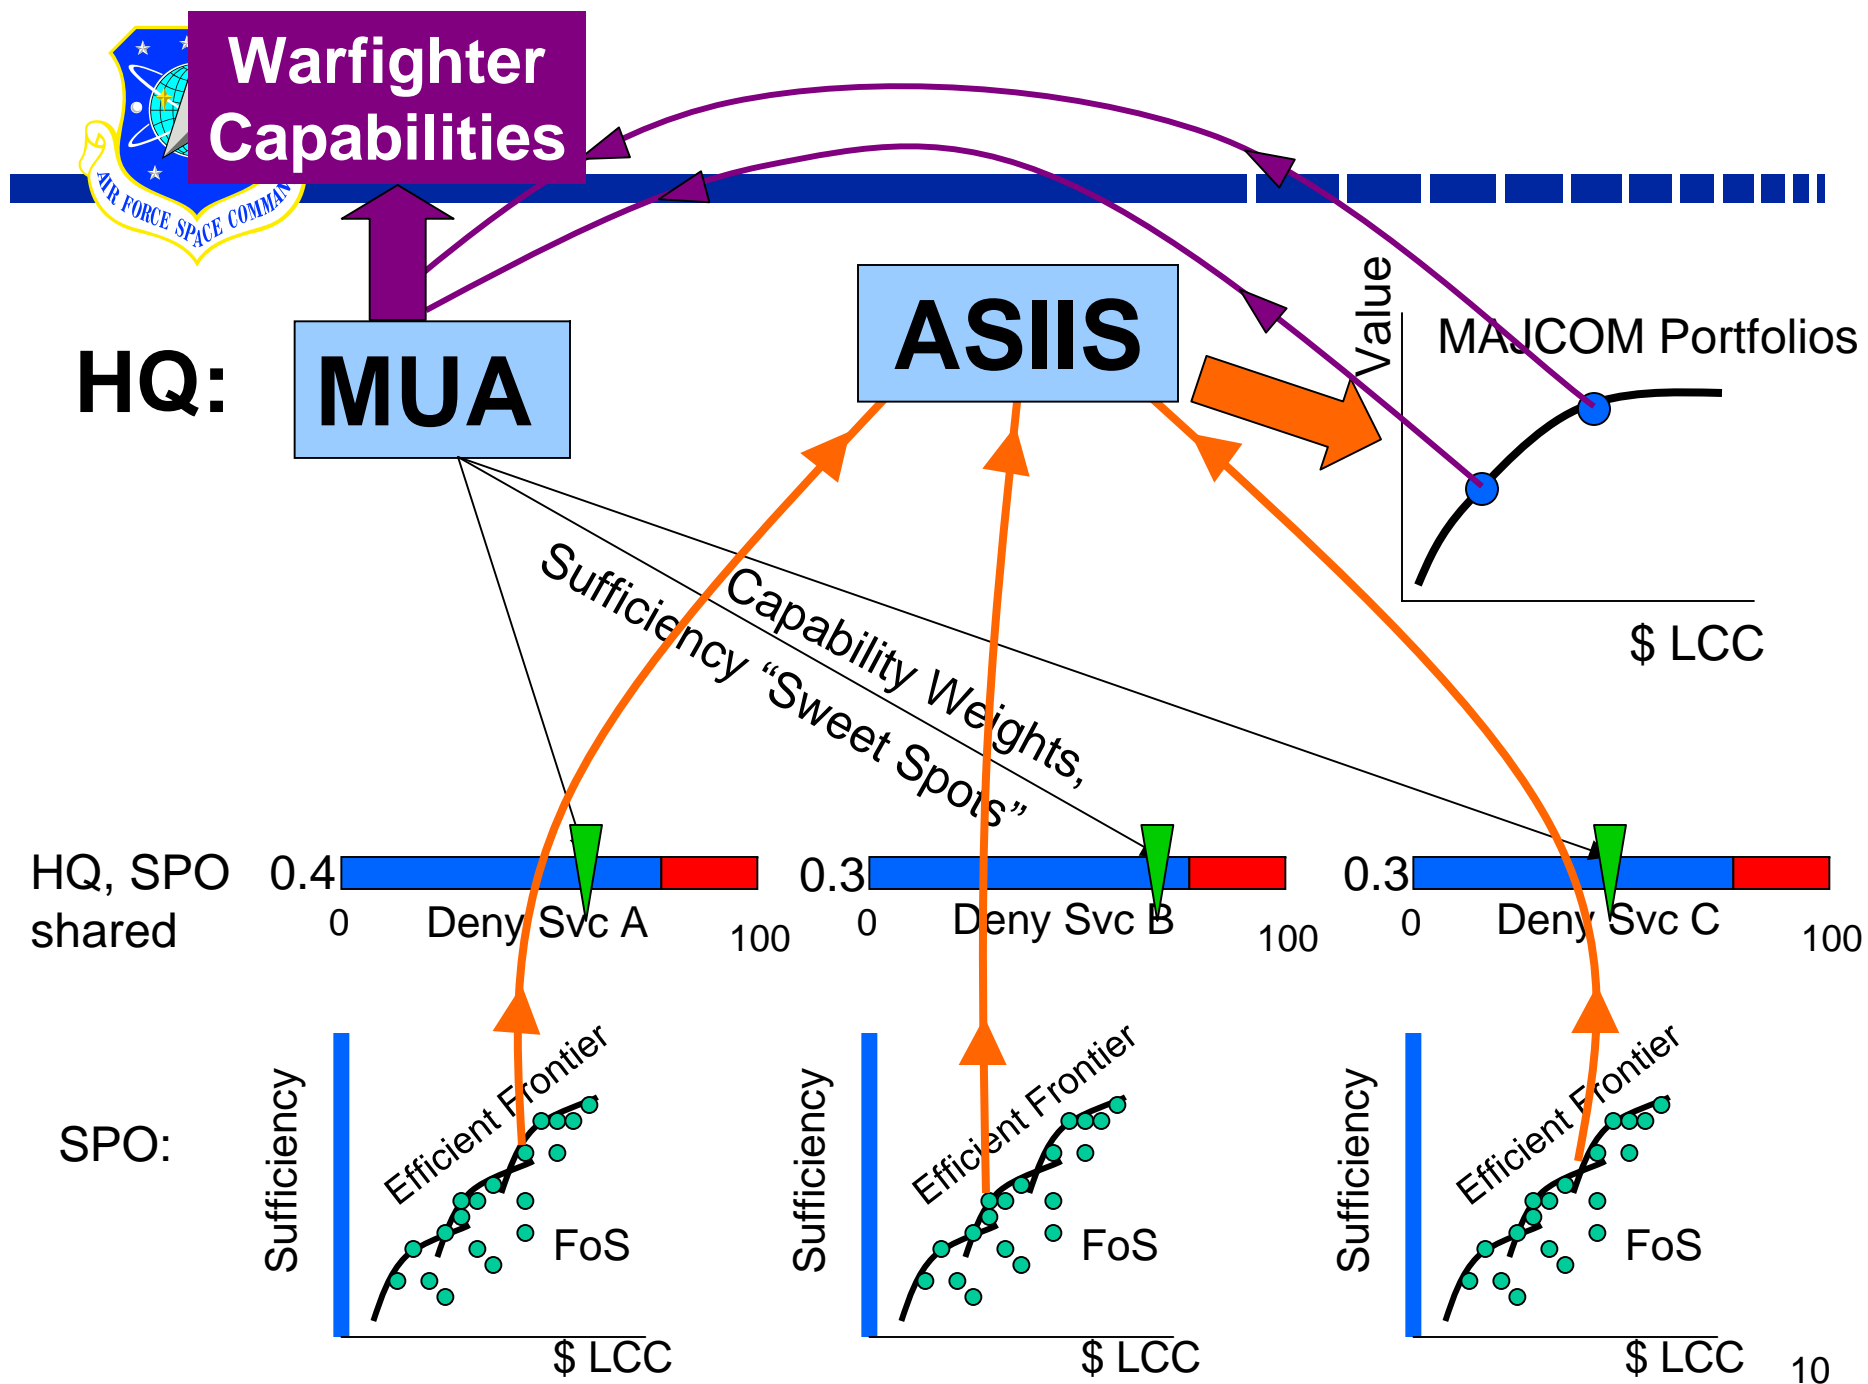 Warfighter
Capabilities
AIR FORCE SPACE COMMAN
HQ:
MUA
ASIIS
Value
MAJCOM Portfolios
$ LCC
Capability Weights,
Sufficiency “Sweet Spots”
HQ, SPO
shared
0.4
0
Deny Svc A
100
0.3
0
Deny Svc B
100
0.3
0
Deny Svc C
100
SPO:
Sufficiency
Efficient Frontier
FoS
$ LCC
Sufficiency
Efficient Frontier
FoS
$ LCC
Sufficiency
Efficient Frontier
FoS
$ LCC
10